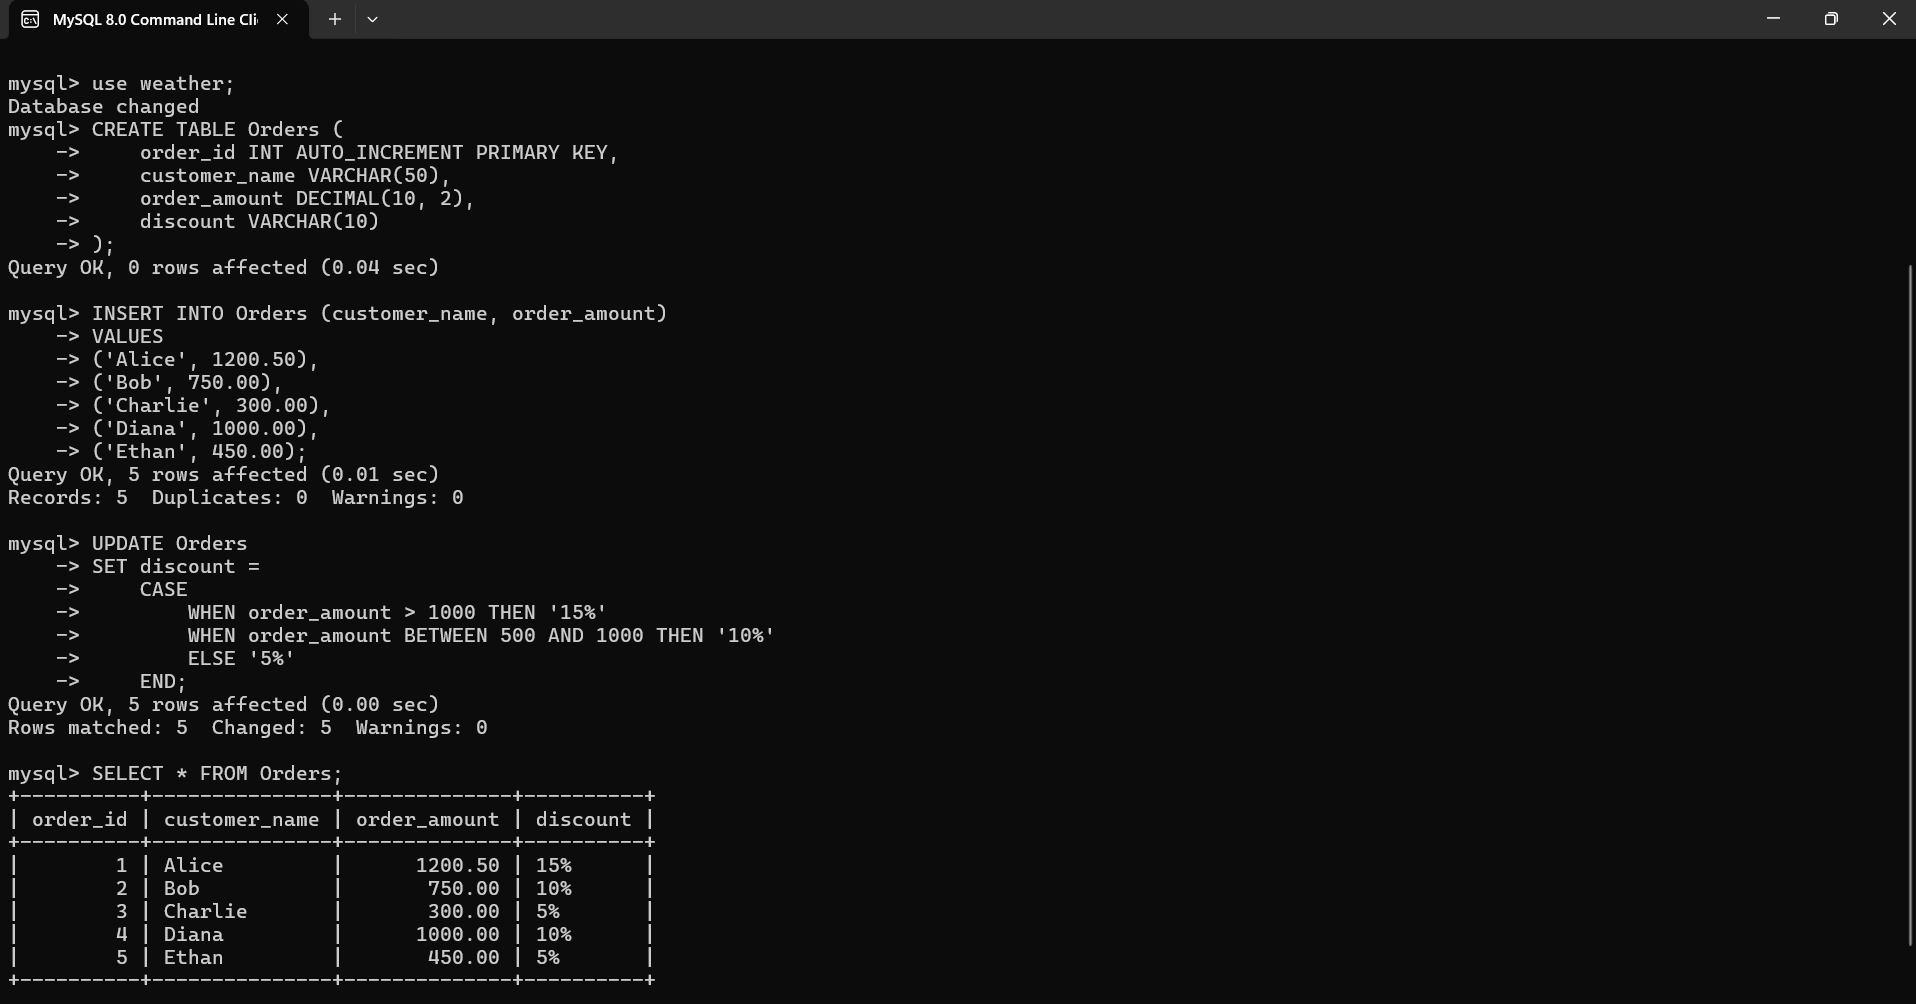 MySQL 8.0 Command Line Cli
mysql> use weather;
Database changed
mysql> CREATE TABLE Orders (
    ->     order_id INT AUTO_INCREMENT PRIMARY KEY,
    ->     customer_name VARCHAR(50),
    ->     order_amount DECIMAL(10, 2),
    ->     discount VARCHAR(10)
    -> );
Query OK, 0 rows affected (0.04 sec)
mysql> INSERT INTO Orders (customer_name, order_amount)
    -> VALUES
    -> ('Alice', 1200.50),
    -> ('Bob', 750.00),
    -> ('Charlie', 300.00),
    -> ('Diana', 1000.00),
    -> ('Ethan', 450.00);
Query OK, 5 rows affected (0.01 sec)
Records: 5  Duplicates: 0  Warnings: 0
mysql> UPDATE Orders
    -> SET discount =
    ->     CASE
    ->         WHEN order_amount > 1000 THEN '15%'
    ->         WHEN order_amount BETWEEN 500 AND 1000 THEN '10%'
    ->         ELSE '5%'
    ->     END;
Query OK, 5 rows affected (0.00 sec)
Rows matched: 5  Changed: 5  Warnings: 0
mysql> SELECT * FROM Orders;
+----------+---------------+--------------+----------+
| order_id | customer_name | order_amount | discount |
+----------+---------------+--------------+----------+
|        1 | Alice         |      1200.50 | 15%      |
|        2 | Bob           |       750.00 | 10%      |
|        3 | Charlie       |       300.00 | 5%       |
|        4 | Diana         |      1000.00 | 10%      |
|        5 | Ethan         |       450.00 | 5%       |
+----------+---------------+--------------+----------+